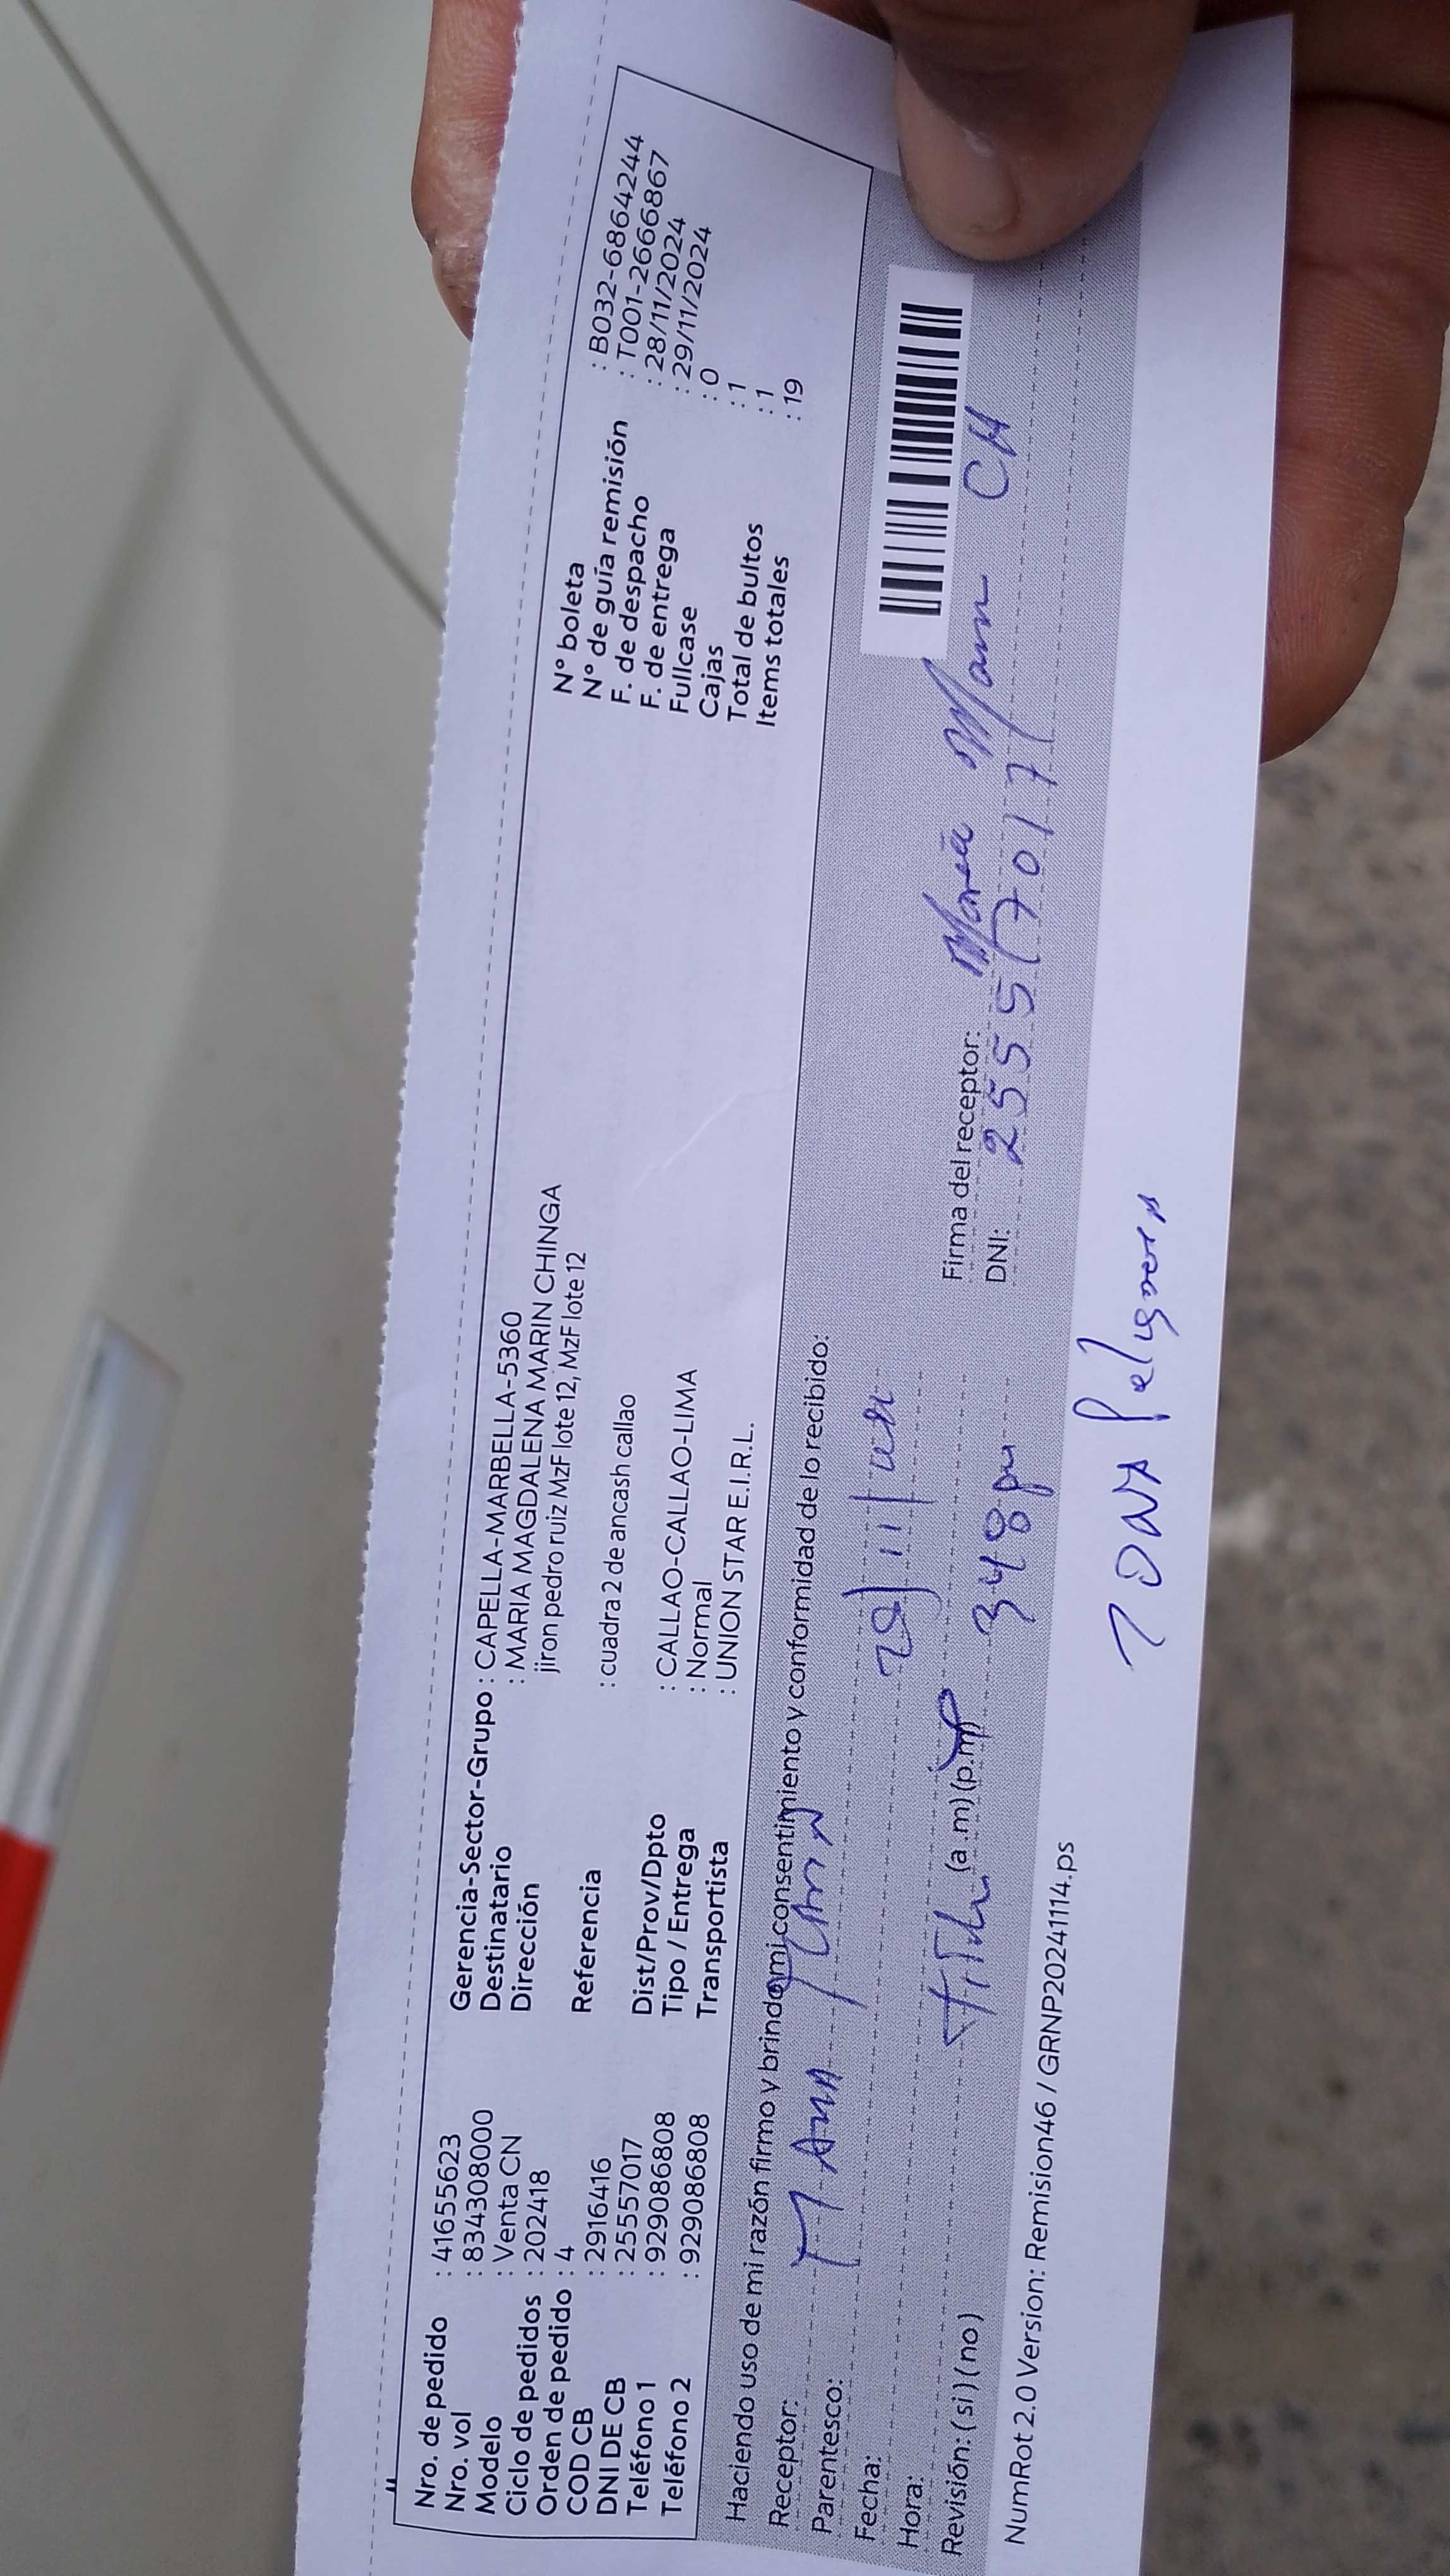 Nro. de pedido : 41655623
Nro. vol : 834308000
Modelo : Venta CN
Ciclo de pedidos : 202418
Orden de pedido : 4
COD CB : 2916416
DNI DE CB : 25557017
Teléfono 1 : 929086808
Teléfono 2 : 929086808
Gerencia-Sector-Grupo : CAPELLA-MARBELLA-5360
Destinatario : MARIA MAGDALENA MARIN CHINGA
Dirección jiron pedro ruiz MzF lote 12, MzF lote 12
Referencia : cuadra 2 de ancash callao
Dist/Prov/Dpto : CALLAO-CALLAO-LIMA
Tipo / Entrega : Normal
Transportista : UNION STAR E.I.R.L.
N° boleta : B032-6864244
N° de guía remisión : T001-2666867
F. de despacho : 28/11/2024
F. de entrega : 29/11/2024
Fullcase : 0
Cajas : 1
Total de bultos : 1
Items totales : 19
Haciendo uso de mi razón firmo y brindo mi consentimiento y conformidad de lo recibido:
Receptor:
Parentesco:
Fecha:
Hora: (a .m) (p.m) 348 pm
Revisión: ( si ) ( no )
Firma del receptor: Maria Marin CH
DNI: 25557017
NumRot 2.0 Version: Remision46 / GRNP20241114.ps